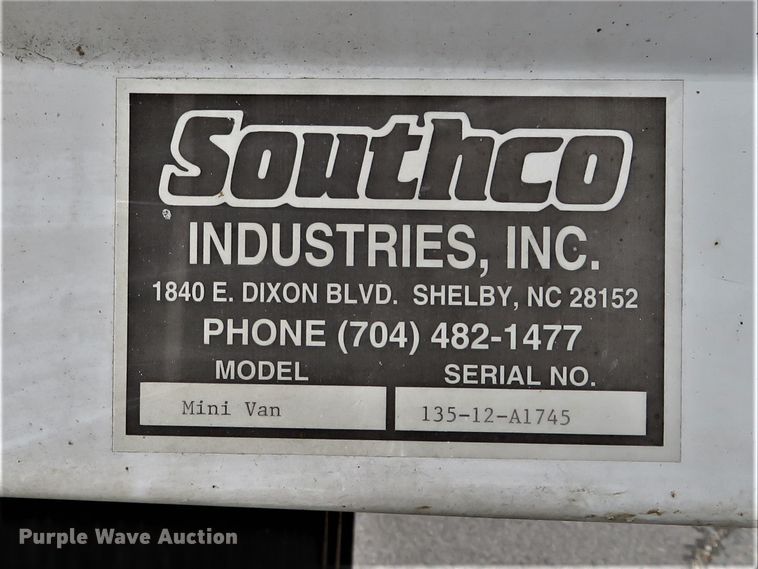 Southco
INDUSTRIES, INC.
1840 E. DIXON BLVD. SHELBY, NC 28152
PHONE (704) 482-1477
MODEL SERIAL NO.
Mini Van 135-12-A1745
Purple Wave Auction